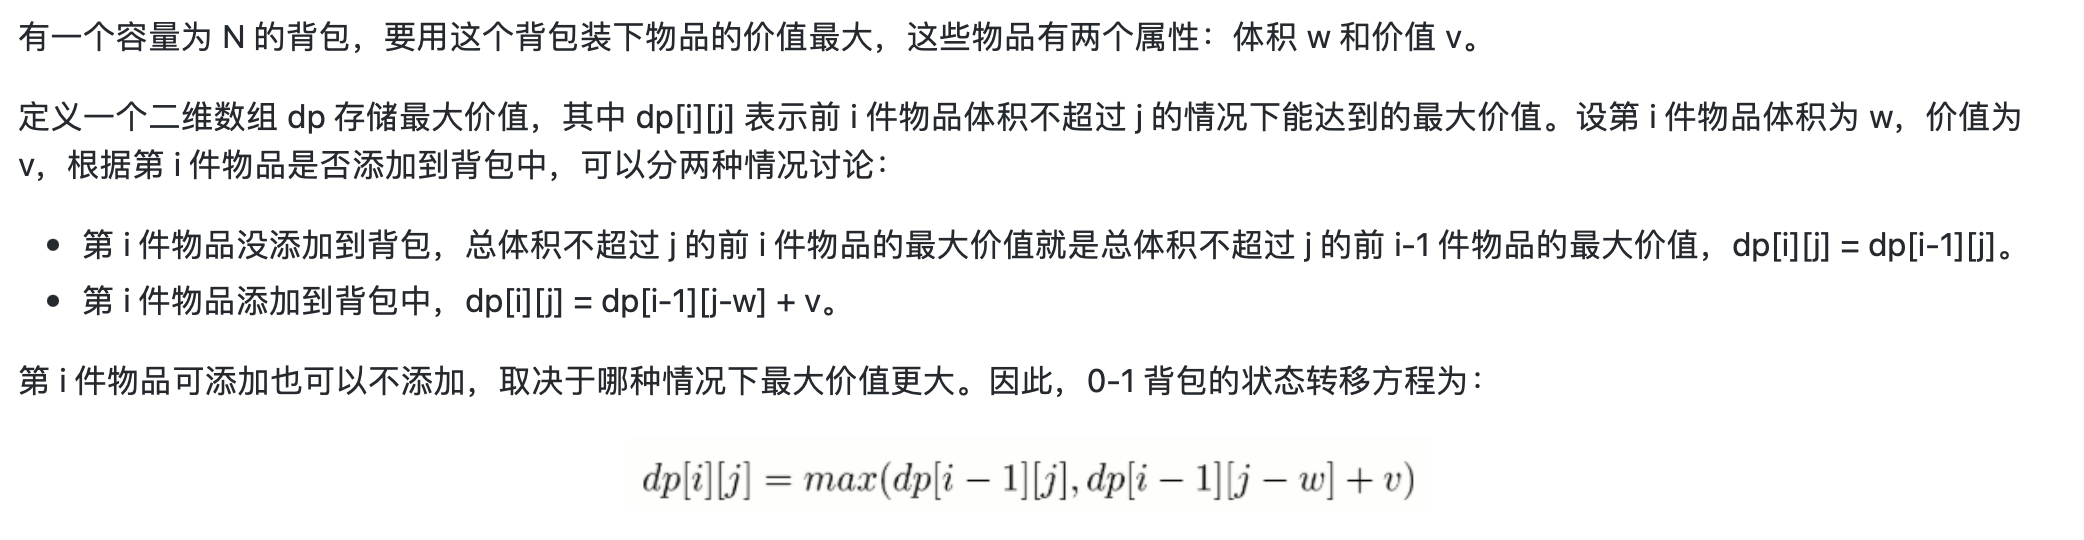 有一个容量为 N 的背包，要用这个背包装下物品的价值最大，这些物品有两个属性：体积 w 和价值 v。
定义一个二维数组 dp 存储最大价值，其中 dp[i][j] 表示前 i 件物品体积不超过 j 的情况下能达到的最大价值。设第 i 件物品体积为 w，价值为
v，根据第 i 件物品是否添加到背包中，可以分两种情况讨论：
• 第 i 件物品没添加到背包，总体积不超过 j 的前 i 件物品的最大价值就是总体积不超过 j 的前 i-1 件物品的最大价值，dp[i][j] = dp[i-1][j]。
• 第 i 件物品添加到背包中，dp[i][j] = dp[i-1][j-w] + v。
第 i 件物品可添加也可以不添加，取决于哪种情况下最大价值更大。因此，0-1 背包的状态转移方程为：
dp[i][j] = max(dp[i − 1][j], dp[i − 1][j − w] + v)